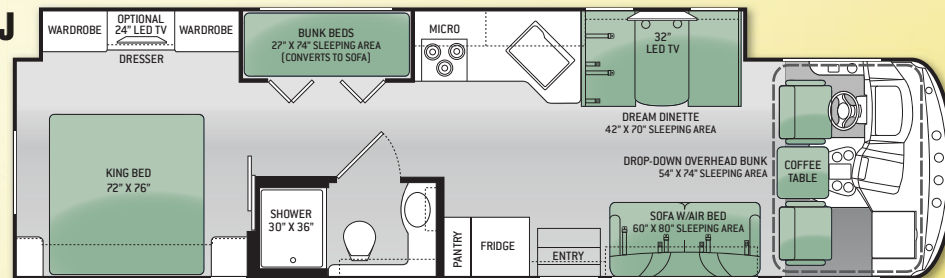 J
WARDROBE
OPTIONAL
24" LED TV
WARDROBE
DRESSER
BUNK BEDS
27" X 74" SLEEPING AREA
(CONVERTS TO SOFA)
MICRO
32"
LED TV
DREAM DINETTE
42" X 70" SLEEPING AREA
DROP-DOWN OVERHEAD BUNK
54" X 74" SLEEPING AREA
COFFEE
TABLE
KING BED
72" X 76"
SHOWER
30" X 36"
PANTRY
FRIDGE
ENTRY
SOFA W/AIR BED
60" X 80" SLEEPING AREA